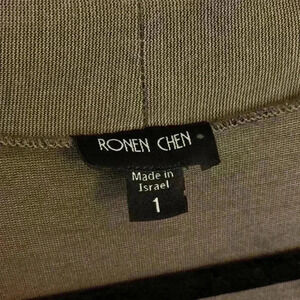 RONEN CHEN
Made in
Israel
1